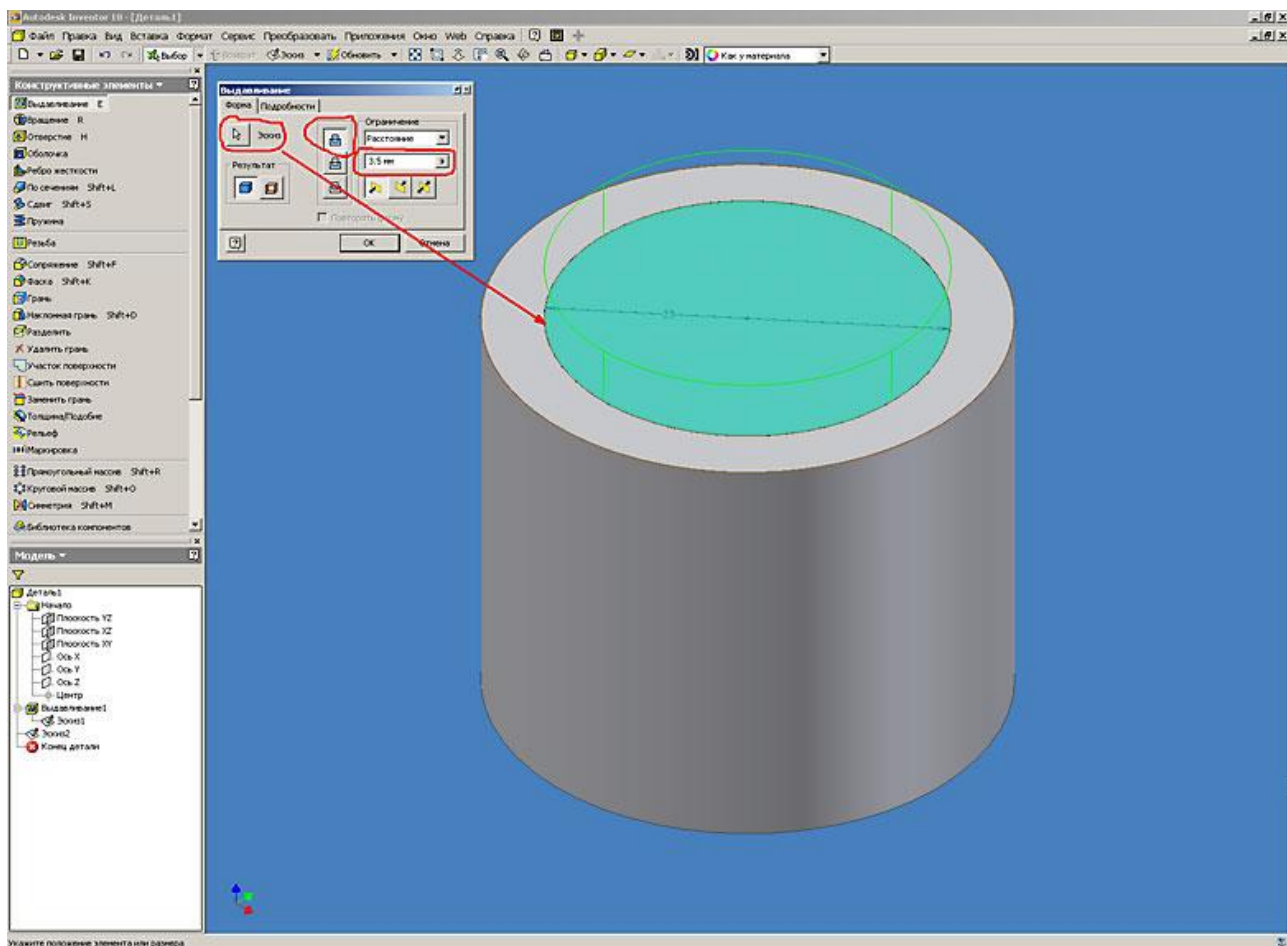 Autodesk Inventor 10 - [Деталь1]
Файл Правка Вид Вставка Формат Сервис Преобразовать Приложения Окно Web Справка
Выбор Возврат Эскиз Обновить Как у материала
Конструктивные элементы
Выдавливание E
Вращение R
Отверстие H
Оболочка
Ребро жесткости
По сечениям Shift+L
Сдвиг Shift+S
Пружина
Резьба
Сопряжение Shift+F
Фаска Shift+K
Грань
Наклонная грань Shift+D
Разделить
Удалить грань
Участок поверхности
Сшить поверхности
Заменить грань
Толщина/Подобие
Рельеф
Маркировка
Прямоугольный массив Shift+R
Круговой массив Shift+O
Симметрия Shift+M
Библиотека компонентов
Модель
Деталь1
Начало
Плоскость YZ
Плоскость XZ
Плоскость XY
Ось X
Ось Y
Ось Z
Центр
Выдавливание1
Эскиз1
Эскиз2
Конец детали
Выдавливание
Форма Подробности
Эскиз
Ограничение
Расстояние
3.5 мм
Результат
Повторять форму
OK Отмена
Укажите положение элемента или размера